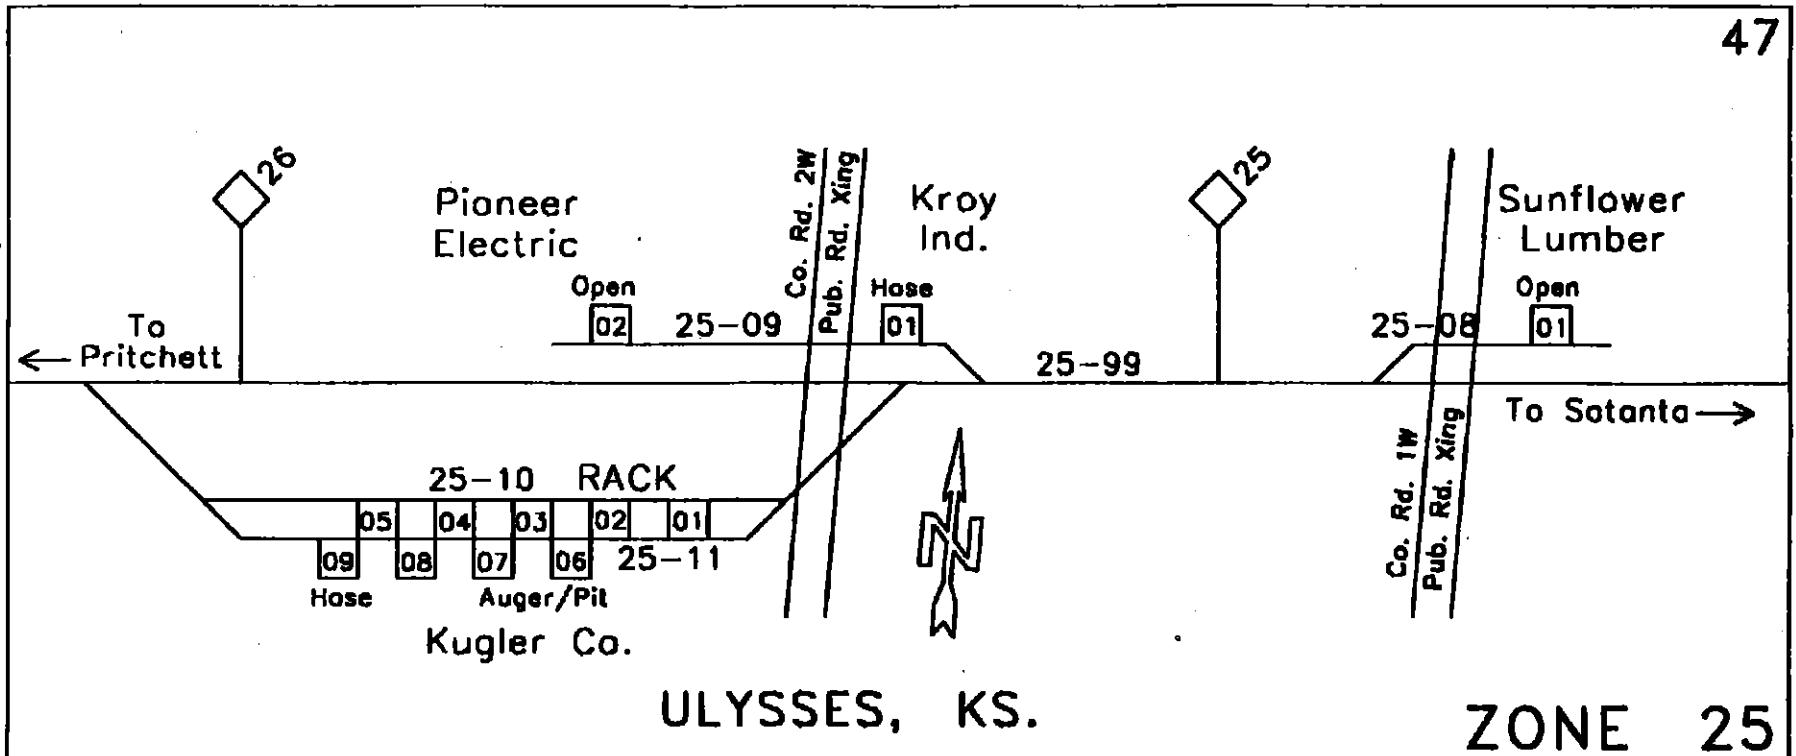 47
26
Pioneer
Electric
Co. Rd. 2W
Pub. Rd. Xing
Kroy
Ind.
25
Sunflower
Lumber
Open
02
25-09
Hose
01
25-08
Open
01
To
Pritchett
25-99
To Satanta
25-10 RACK
05
04
03
02
01
09
08
07
06
25-11
Hose
Auger/Pit
Kugler Co.
N
Co. Rd. 1W
Pub. Rd. Xing
ULYSSES, KS.
ZONE 25